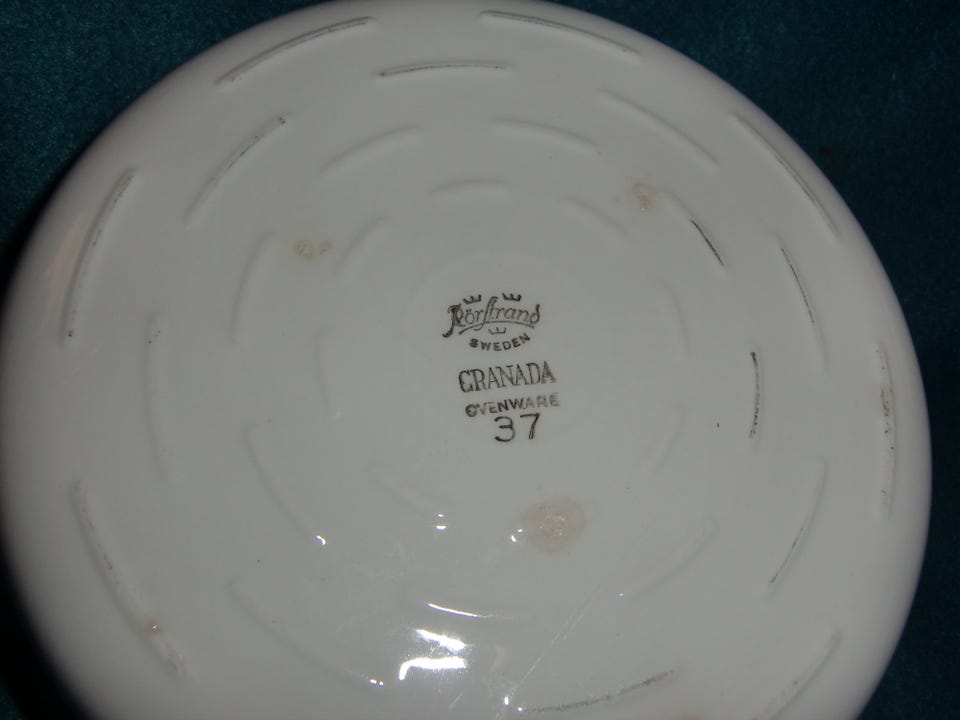 Rörstrand
SWEDEN
GRANADA
OVENWARE
37